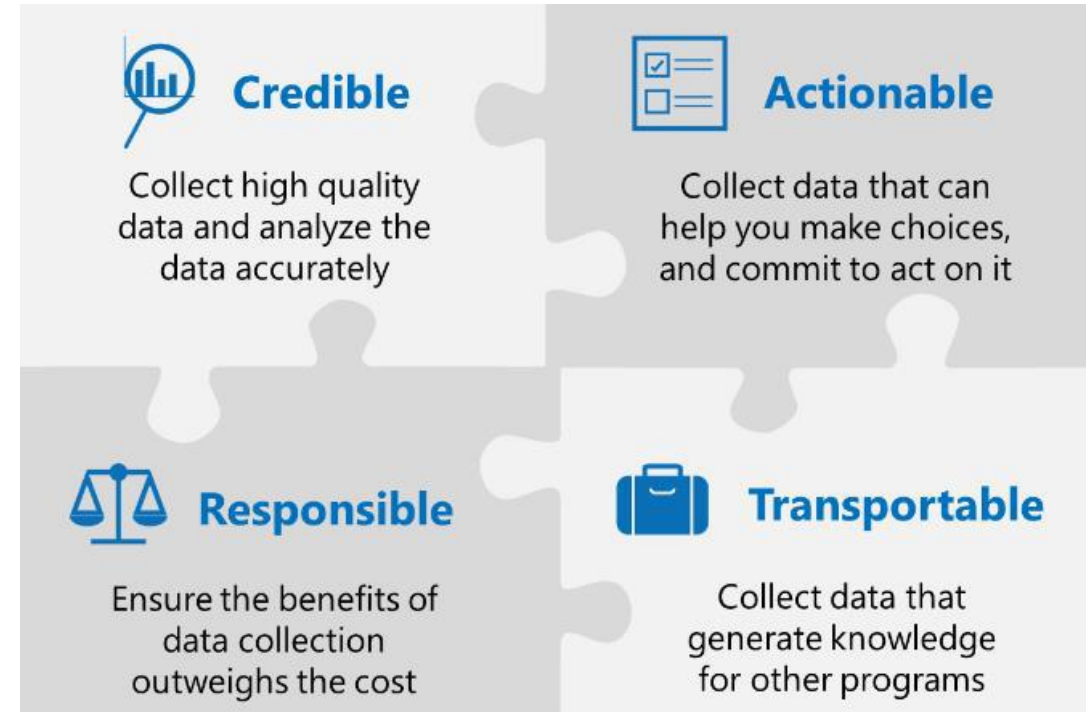 Credible
Collect high quality
data and analyze the
data accurately
Actionable
Collect data that can
help you make choices,
and commit to act on it
Responsible
Ensure the benefits of
data collection
outweighs the cost
Transportable
Collect data that
generate knowledge
for other programs